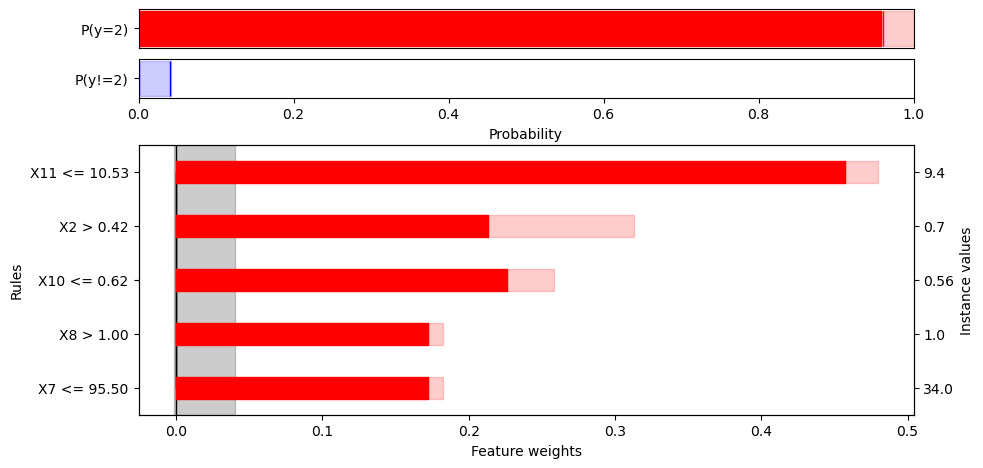 P(y=2)
P(y!=2)
0.0 0.2 0.4 0.6 0.8 1.0
Probability
Rules
X11 <= 10.53 9.4
X2 > 0.42 0.7
X10 <= 0.62 0.56
X8 > 1.00 1.0
X7 <= 95.50 34.0
Instance values
0.0 0.1 0.2 0.3 0.4 0.5
Feature weights